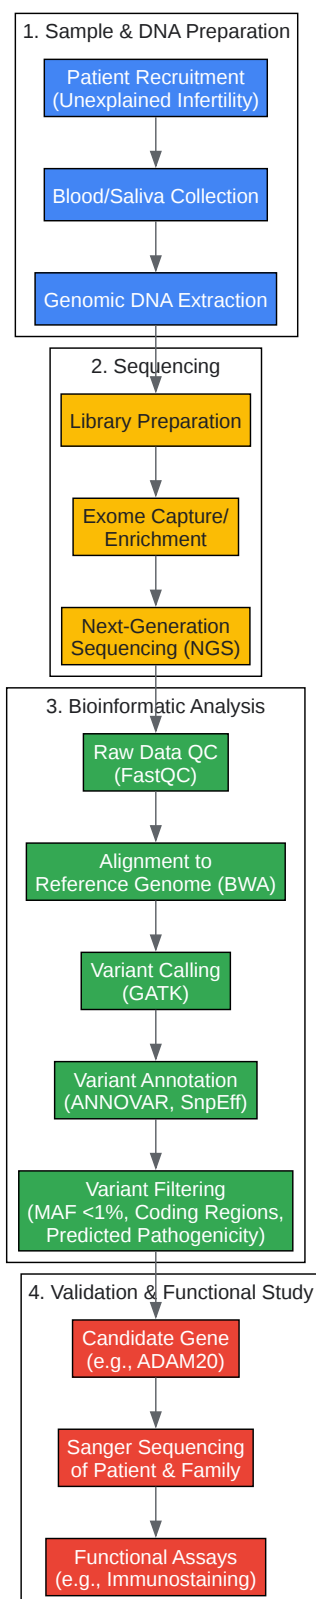 1. Sample & DNA Preparation
Patient Recruitment
(Unexplained Infertility)
Blood/Saliva Collection
Genomic DNA Extraction
2. Sequencing
Library Preparation
Exome Capture/
Enrichment
Next-Generation
Sequencing (NGS)
3. Bioinformatic Analysis
Raw Data QC
(FastQC)
Alignment to
Reference Genome (BWA)
Variant Calling
(GATK)
Variant Annotation
(ANNOVAR, SnpEff)
Variant Filtering
(MAF <1%, Coding Regions,
Predicted Pathogenicity)
4. Validation & Functional Study
Candidate Gene
(e.g., ADAM20)
Sanger Sequencing
of Patient & Family
Functional Assays
(e.g., Immunostaining)